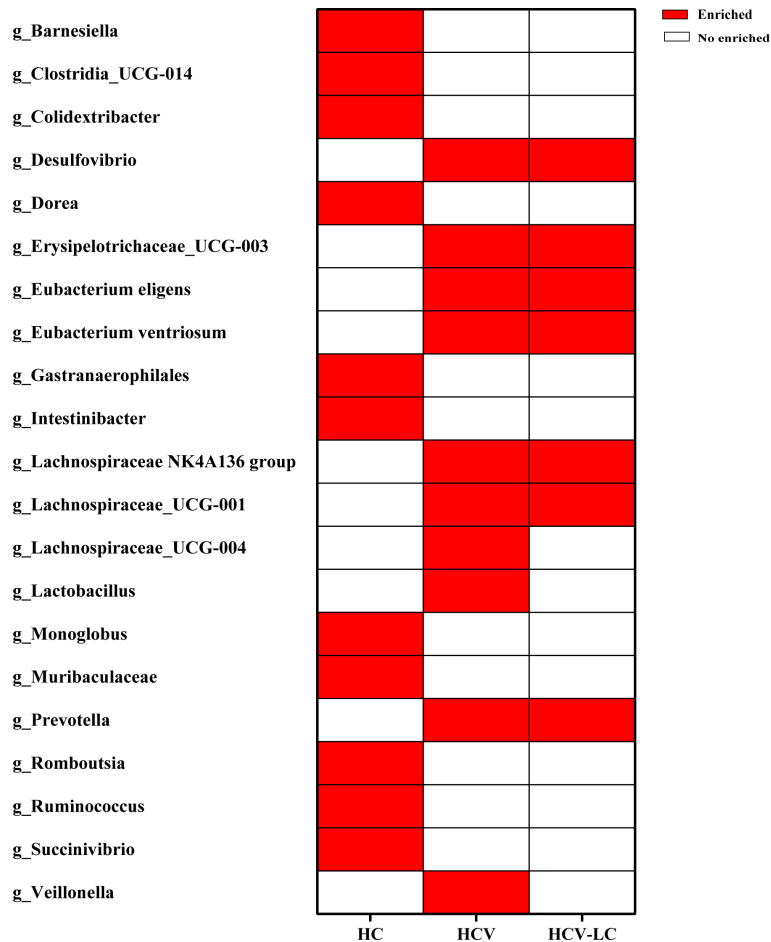 g_Barnesiella
g_Clostridia_UCG-014
g_Colidextribacter
g_Desulfovibrio
g_Dorea
g_Erysipelotrichaceae_UCG-003
g_Eubacterium eligens
g_Eubacterium ventriosum
g_Gastranaerophilales
g_Intestinibacter
g_Lachnospiraceae NK4A136 group
g_Lachnospiraceae_UCG-001
g_Lachnospiraceae_UCG-004
g_Lactobacillus
g_Monoglobus
g_Muribaculaceae
g_Prevotella
g_Romboutsia
g_Ruminococcus
g_Succinivibrio
g_Veillonella
HC HCV HCV-LC
Enriched
No enriched